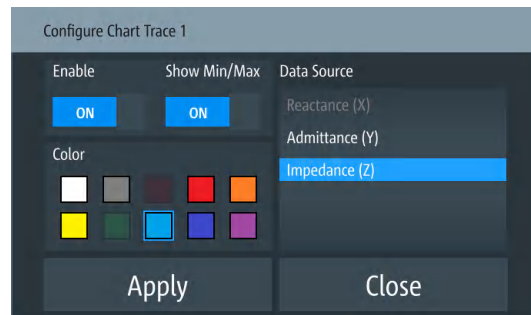 Configure Chart Trace 1
Enable
Show Min/Max
ON
ON
Color
Data Source
Reactance (X)
Admittance (Y)
Impedance (Z)
Apply
Close